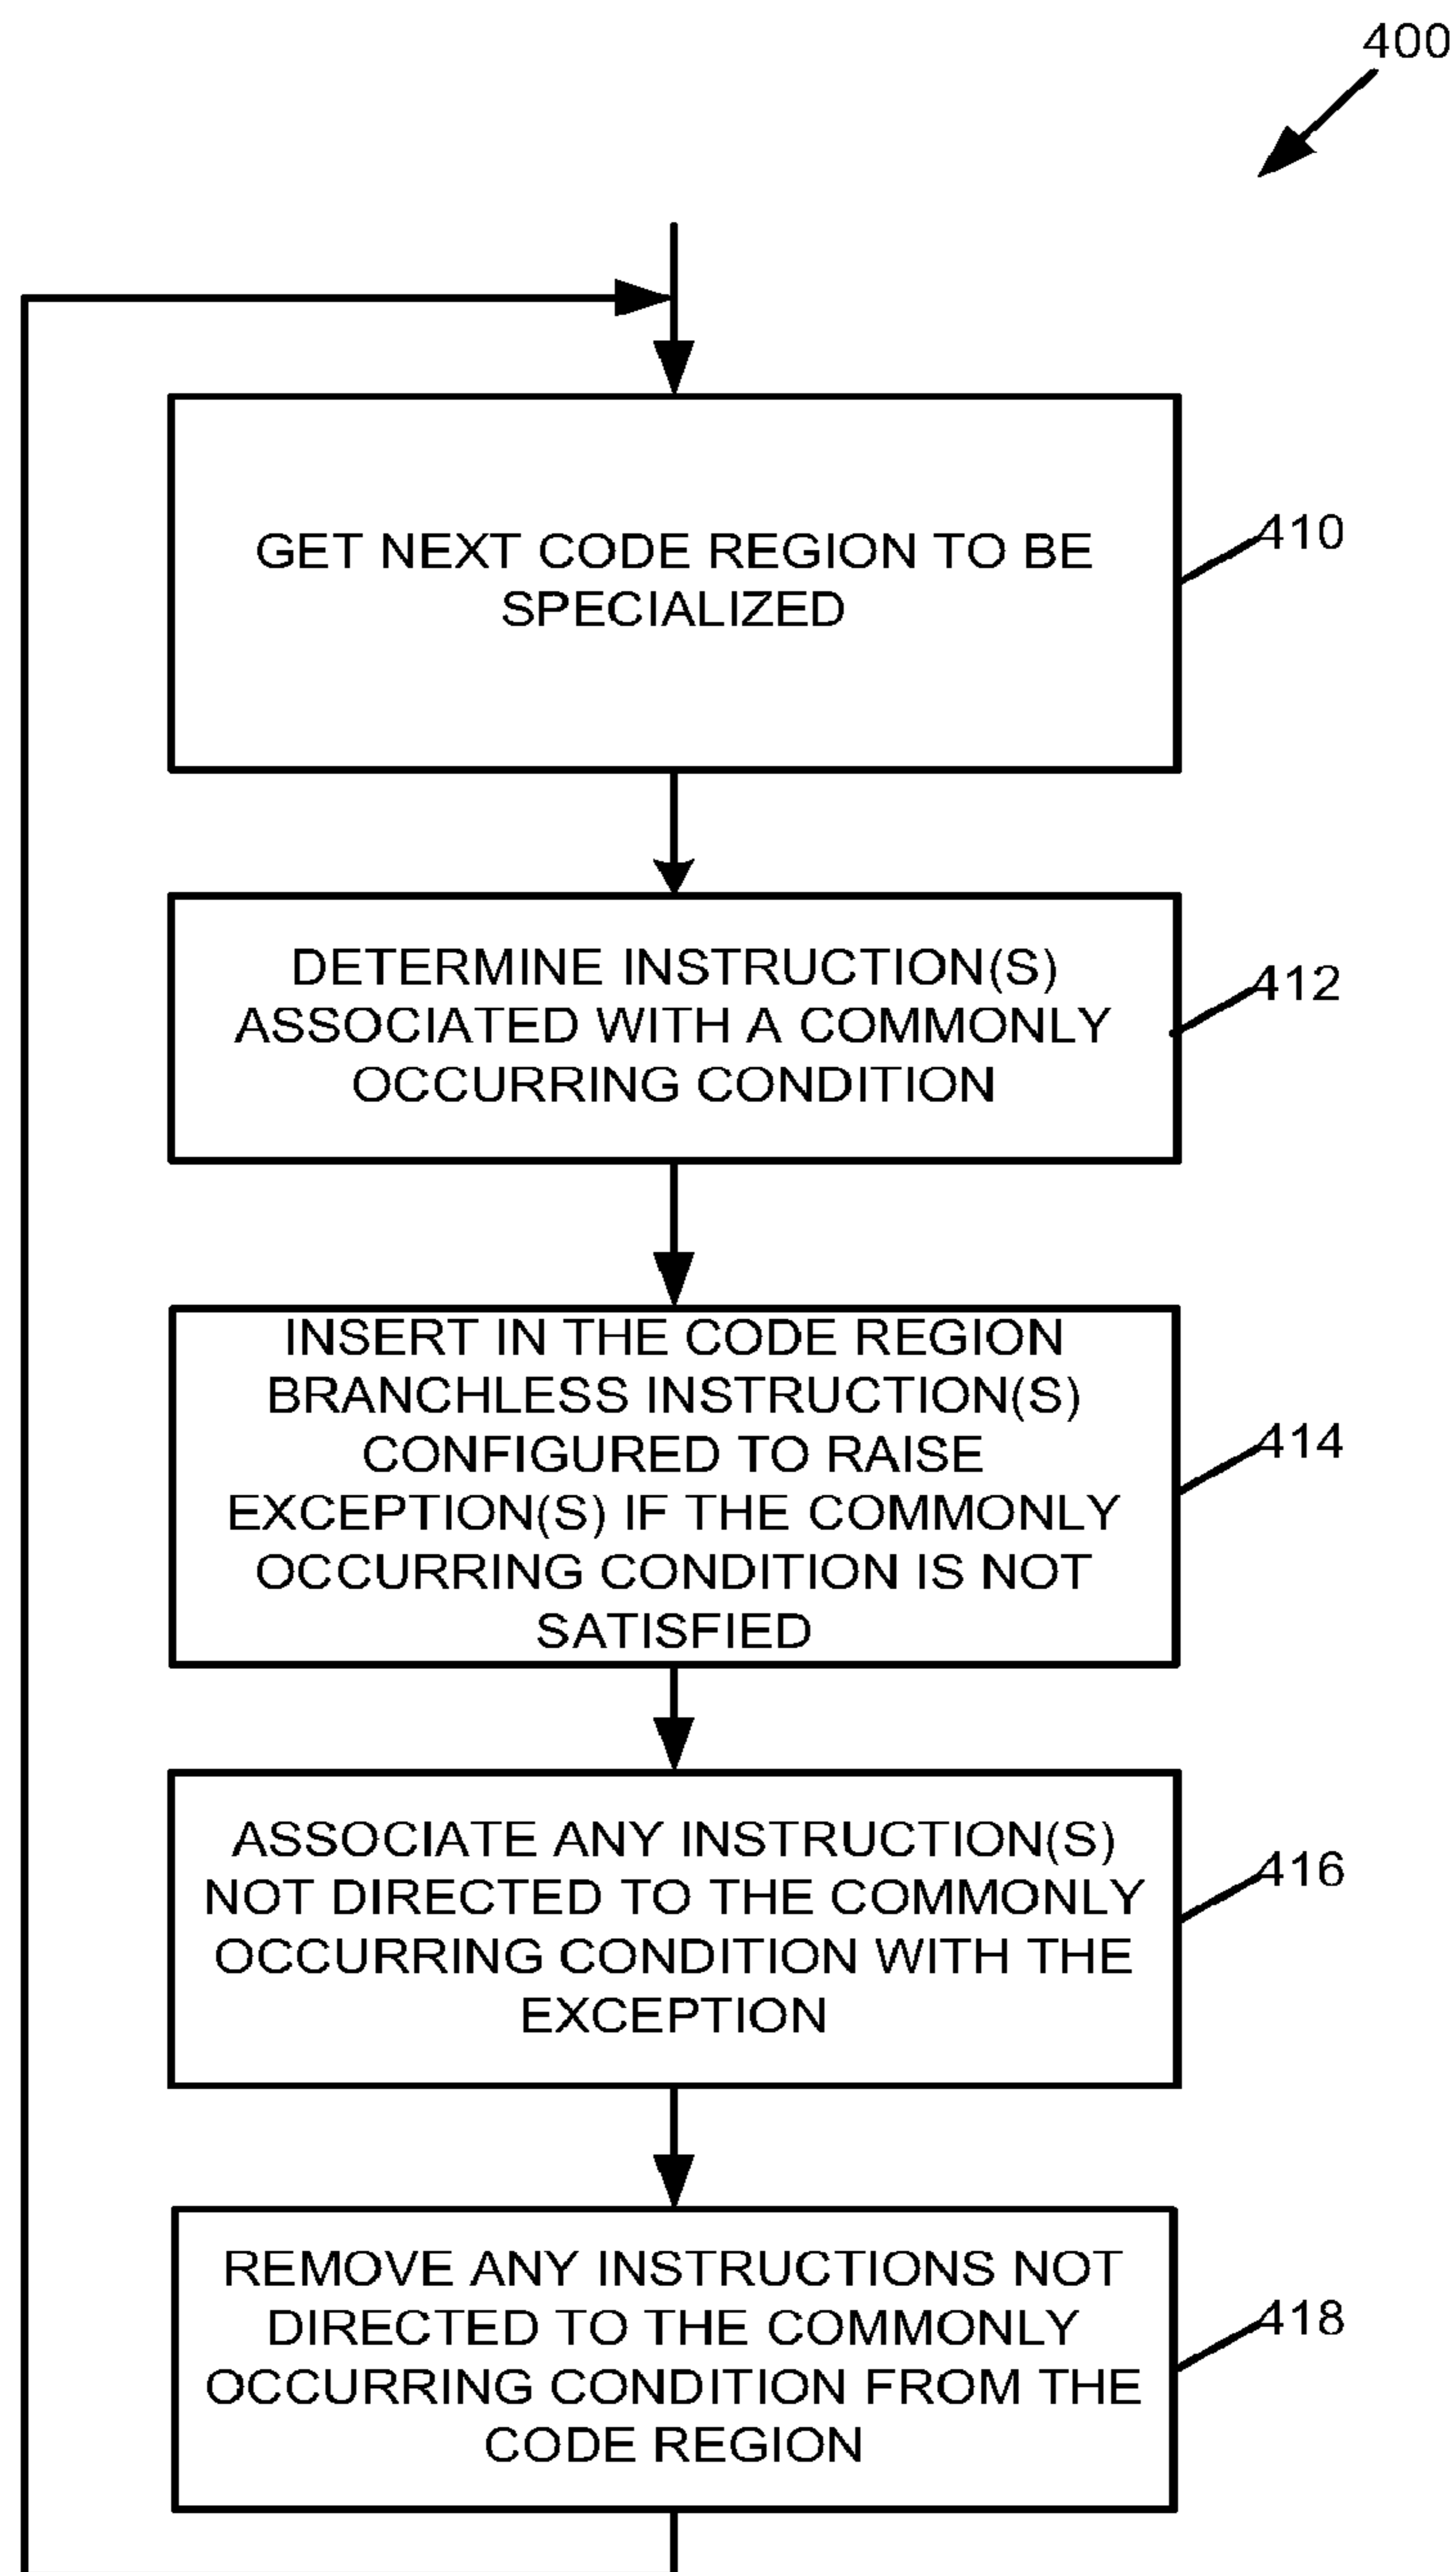 400
GET NEXT CODE REGION TO BE
SPECIALIZED
410
DETERMINE INSTRUCTION(S)
ASSOCIATED WITH A COMMONLY
OCCURRING CONDITION
412
INSERT IN THE CODE REGION
BRANCHLESS INSTRUCTION(S)
CONFIGURED TO RAISE
EXCEPTION(S) IF THE COMMONLY
OCCURRING CONDITION IS NOT
SATISFIED
414
ASSOCIATE ANY INSTRUCTION(S)
NOT DIRECTED TO THE COMMONLY
OCCURRING CONDITION WITH THE
EXCEPTION
416
REMOVE ANY INSTRUCTIONS NOT
DIRECTED TO THE COMMONLY
OCCURRING CONDITION FROM THE
CODE REGION
418